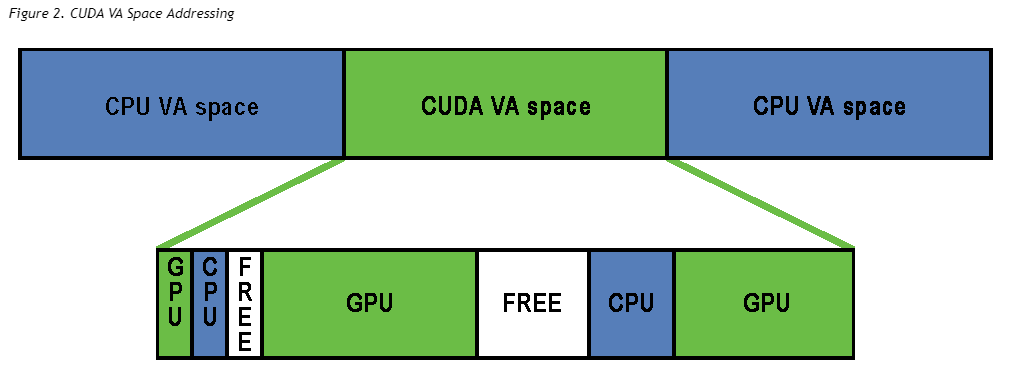 Figure 2. CUDA VA Space Addressing
CPU VA space
CUDA VA space
CPU VA space
GPU
CPU
FREE
GPU
FREE
CPU
GPU